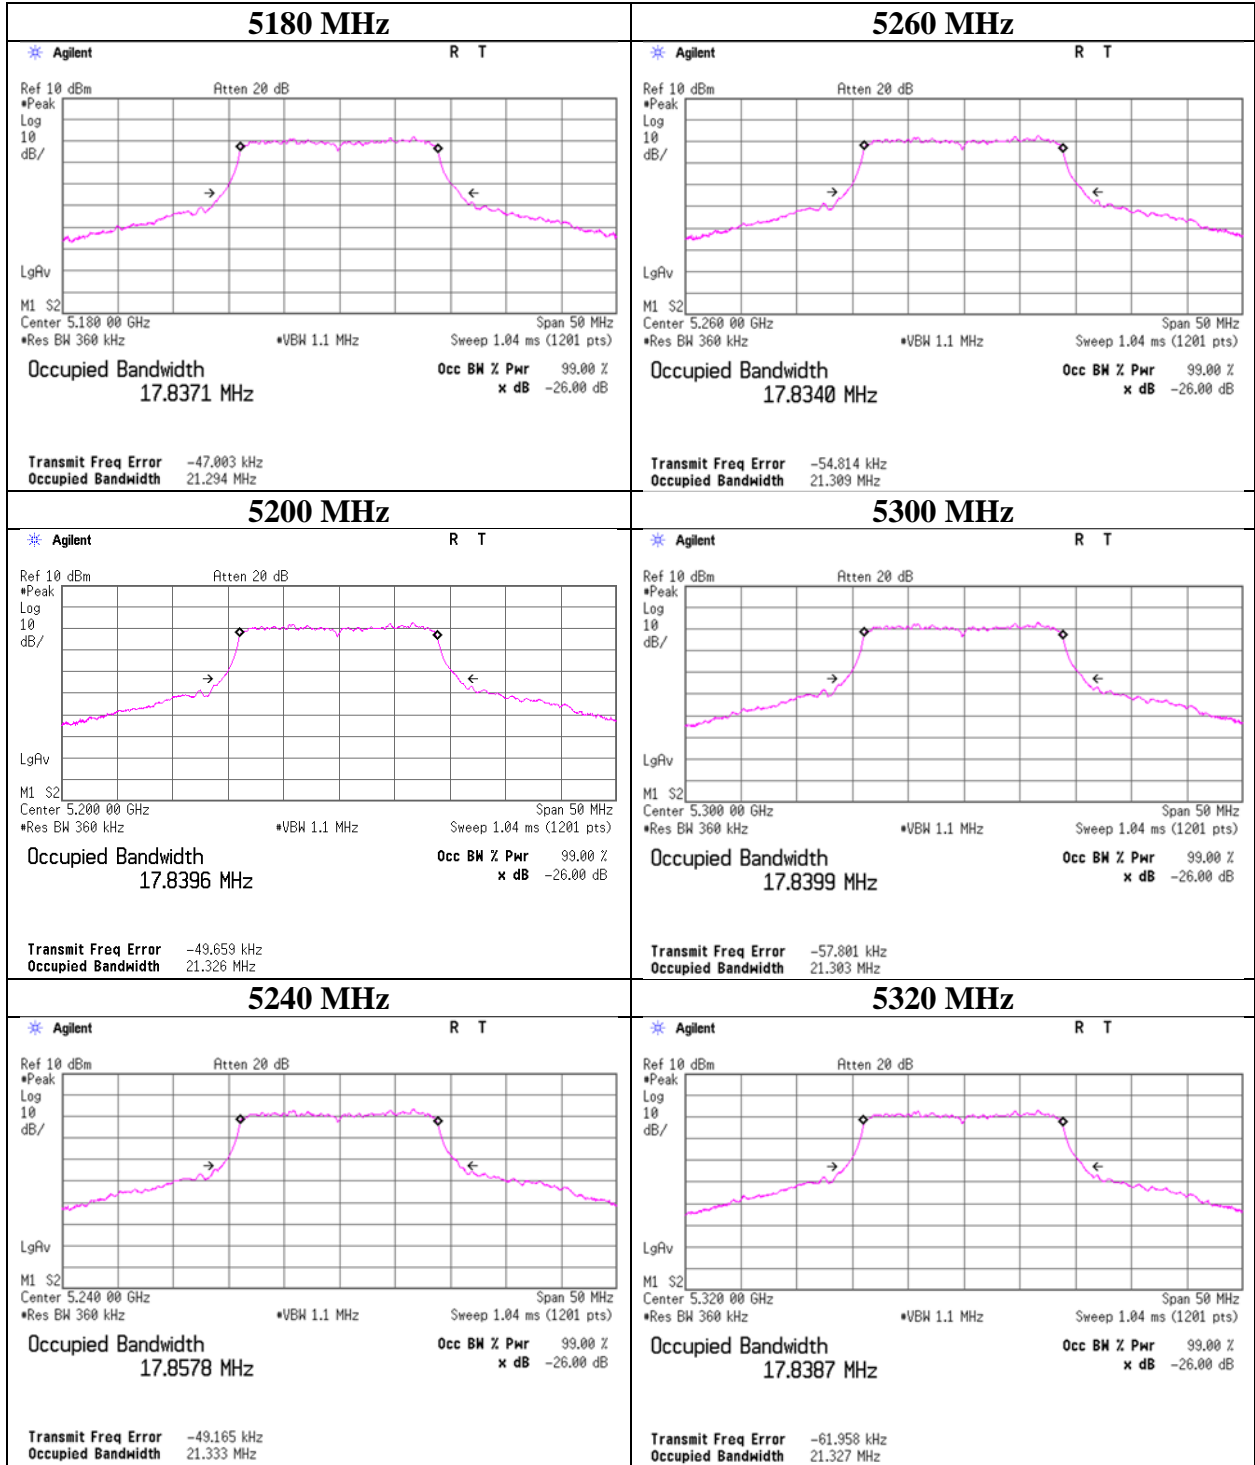 5180 MHz
Agilent R T
Ref 10 dBm Atten 20 dB
#Peak
Log
10
dB/
LgAv
M1 S2
Center 5.180 00 GHz Span 50 MHz
#Res BW 360 kHz #VBW 1.1 MHz Sweep 1.04 ms (1201 pts)
Occupied Bandwidth Occ BW % Pwr 99.00 %
17.8371 MHz x dB -26.00 dB
Transmit Freq Error -47.003 kHz
Occupied Bandwidth 21.294 MHz
5260 MHz
Agilent R T
Ref 10 dBm Atten 20 dB
#Peak
Log
10
dB/
LgAv
M1 S2
Center 5.260 00 GHz Span 50 MHz
#Res BW 360 kHz #VBW 1.1 MHz Sweep 1.04 ms (1201 pts)
Occupied Bandwidth Occ BW % Pwr 99.00 %
17.8340 MHz x dB -26.00 dB
Transmit Freq Error -54.814 kHz
Occupied Bandwidth 21.309 MHz
5200 MHz
Agilent R T
Ref 10 dBm Atten 20 dB
#Peak
Log
10
dB/
LgAv
M1 S2
Center 5.200 00 GHz Span 50 MHz
#Res BW 360 kHz #VBW 1.1 MHz Sweep 1.04 ms (1201 pts)
Occupied Bandwidth Occ BW % Pwr 99.00 %
17.8396 MHz x dB -26.00 dB
Transmit Freq Error -49.659 kHz
Occupied Bandwidth 21.326 MHz
5300 MHz
Agilent R T
Ref 10 dBm Atten 20 dB
#Peak
Log
10
dB/
LgAv
M1 S2
Center 5.300 00 GHz Span 50 MHz
#Res BW 360 kHz #VBW 1.1 MHz Sweep 1.04 ms (1201 pts)
Occupied Bandwidth Occ BW % Pwr 99.00 %
17.8399 MHz x dB -26.00 dB
Transmit Freq Error -57.801 kHz
Occupied Bandwidth 21.303 MHz
5240 MHz
Agilent R T
Ref 10 dBm Atten 20 dB
#Peak
Log
10
dB/
LgAv
M1 S2
Center 5.240 00 GHz Span 50 MHz
#Res BW 360 kHz #VBW 1.1 MHz Sweep 1.04 ms (1201 pts)
Occupied Bandwidth Occ BW % Pwr 99.00 %
17.8578 MHz x dB -26.00 dB
Transmit Freq Error -49.165 kHz
Occupied Bandwidth 21.333 MHz
5320 MHz
Agilent R T
Ref 10 dBm Atten 20 dB
#Peak
Log
10
dB/
LgAv
M1 S2
Center 5.320 00 GHz Span 50 MHz
#Res BW 360 kHz #VBW 1.1 MHz Sweep 1.04 ms (1201 pts)
Occupied Bandwidth Occ BW % Pwr 99.00 %
17.8387 MHz x dB -26.00 dB
Transmit Freq Error -61.958 kHz
Occupied Bandwidth 21.327 MHz